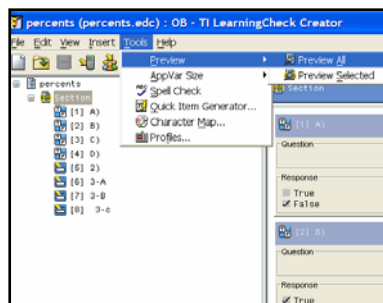 percents (percents.edc) : OB - TI LearningCheck Creator
File Edit View Insert Tools Help
Preview
Preview All
AppVar Size
Preview Selected
Spell Check
Section
Quick Item Generator...
Character Map...
Profiles...
percents
Section
[1] A)
[2] B)
[3] C)
[4] D)
[5] 2)
[6] 3-A
[7] 3-B
[8] 3-c
[1] A)
Question
Response
True
False
[2] B)
Question
Response
True